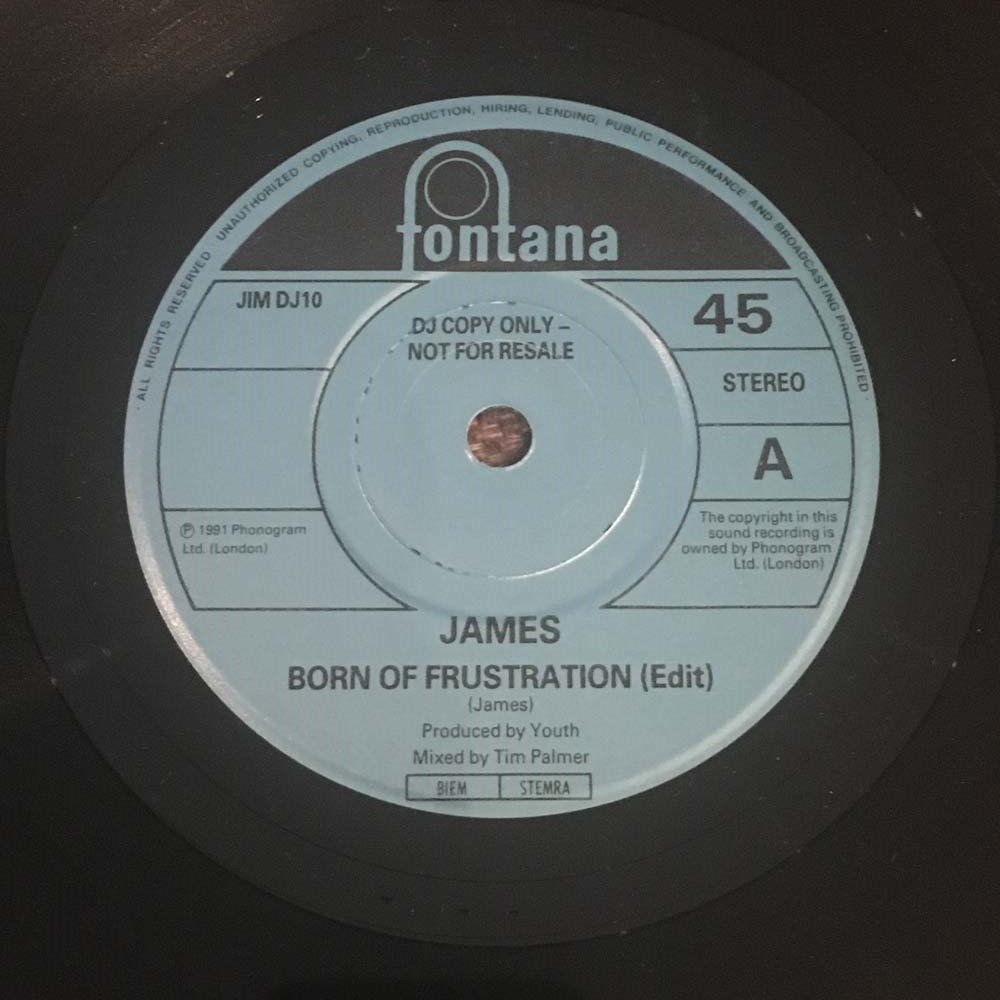 ALL RIGHTS RESERVED UNAUTHORIZED COPYING, REPRODUCTION, HIRING, LENDING, PUBLIC PERFORMANCE AND BROADCASTING PROHIBITED
fontana
JIM DJ10
DJ COPY ONLY –
NOT FOR RESALE
45
STEREO
A
℗ 1991 Phonogram
Ltd. (London)
The copyright in this
sound recording is
owned by Phonogram
Ltd. (London)
JAMES
BORN OF FRUSTRATION (Edit)
(James)
Produced by Youth
Mixed by Tim Palmer
BIEM STEMRA